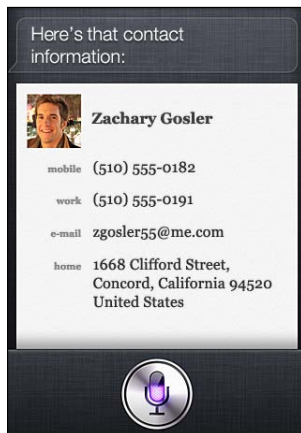 Here's that contact
information:
Zachary Gosler
mobile (510) 555-0182
work (510) 555-0191
e-mail zgosler55@me.com
home 1668 Clifford Street,
Concord, California 94520
United States